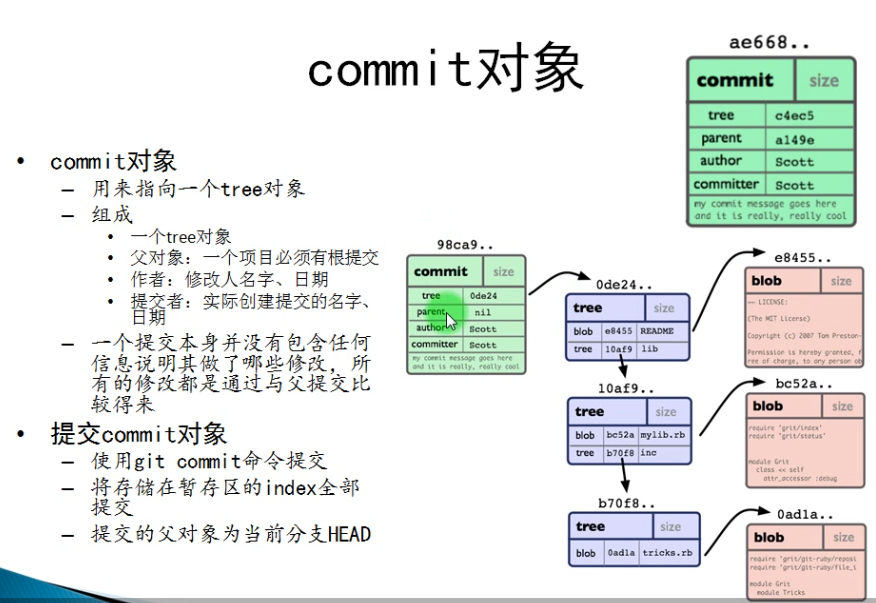 commit对象
commit对象
用来指向一个tree对象
组成
一个tree对象
父对象：一个项目必须有根提交
作者：修改人名字、日期
提交者：实际创建提交的名字、
日期
一个提交本身并没有包含任何
信息说明其做了哪些修改，所
有的修改都是通过与父提交比
较得来
提交commit对象
使用git commit命令提交
将存储在暂存区的index全部
提交
提交的父对象为当前分支HEAD
ae668..
commit size
tree c4ec5
parent a149e
author Scott
committer Scott
my commit message goes here
and it is really, really cool
98ca9..
commit size
tree 0de24
parent nil
author Scott
committer Scott
my commit message goes here
and it is really, really cool
0de24..
tree size
blob e8455 README
tree 10af9 lib
10af9..
tree size
blob bc52a mylib.rb
tree b70f8 inc
b70f8..
tree size
blob 0ad1a tricks.rb
e8455..
blob size
== LICENSE:
(The MIT License)
Copyright (c) 2007 Tom Preston-
Permission is hereby granted, f
ree of charge, to any person ob
bc52a..
blob size
require 'grit/index'
require 'grit/status'
module Grit
class << self
attr_accessor :debug
0ad1a..
blob size
require 'grit/git-ruby/reposi
require 'grit/git-ruby/file_i
module Grit
module Tricks